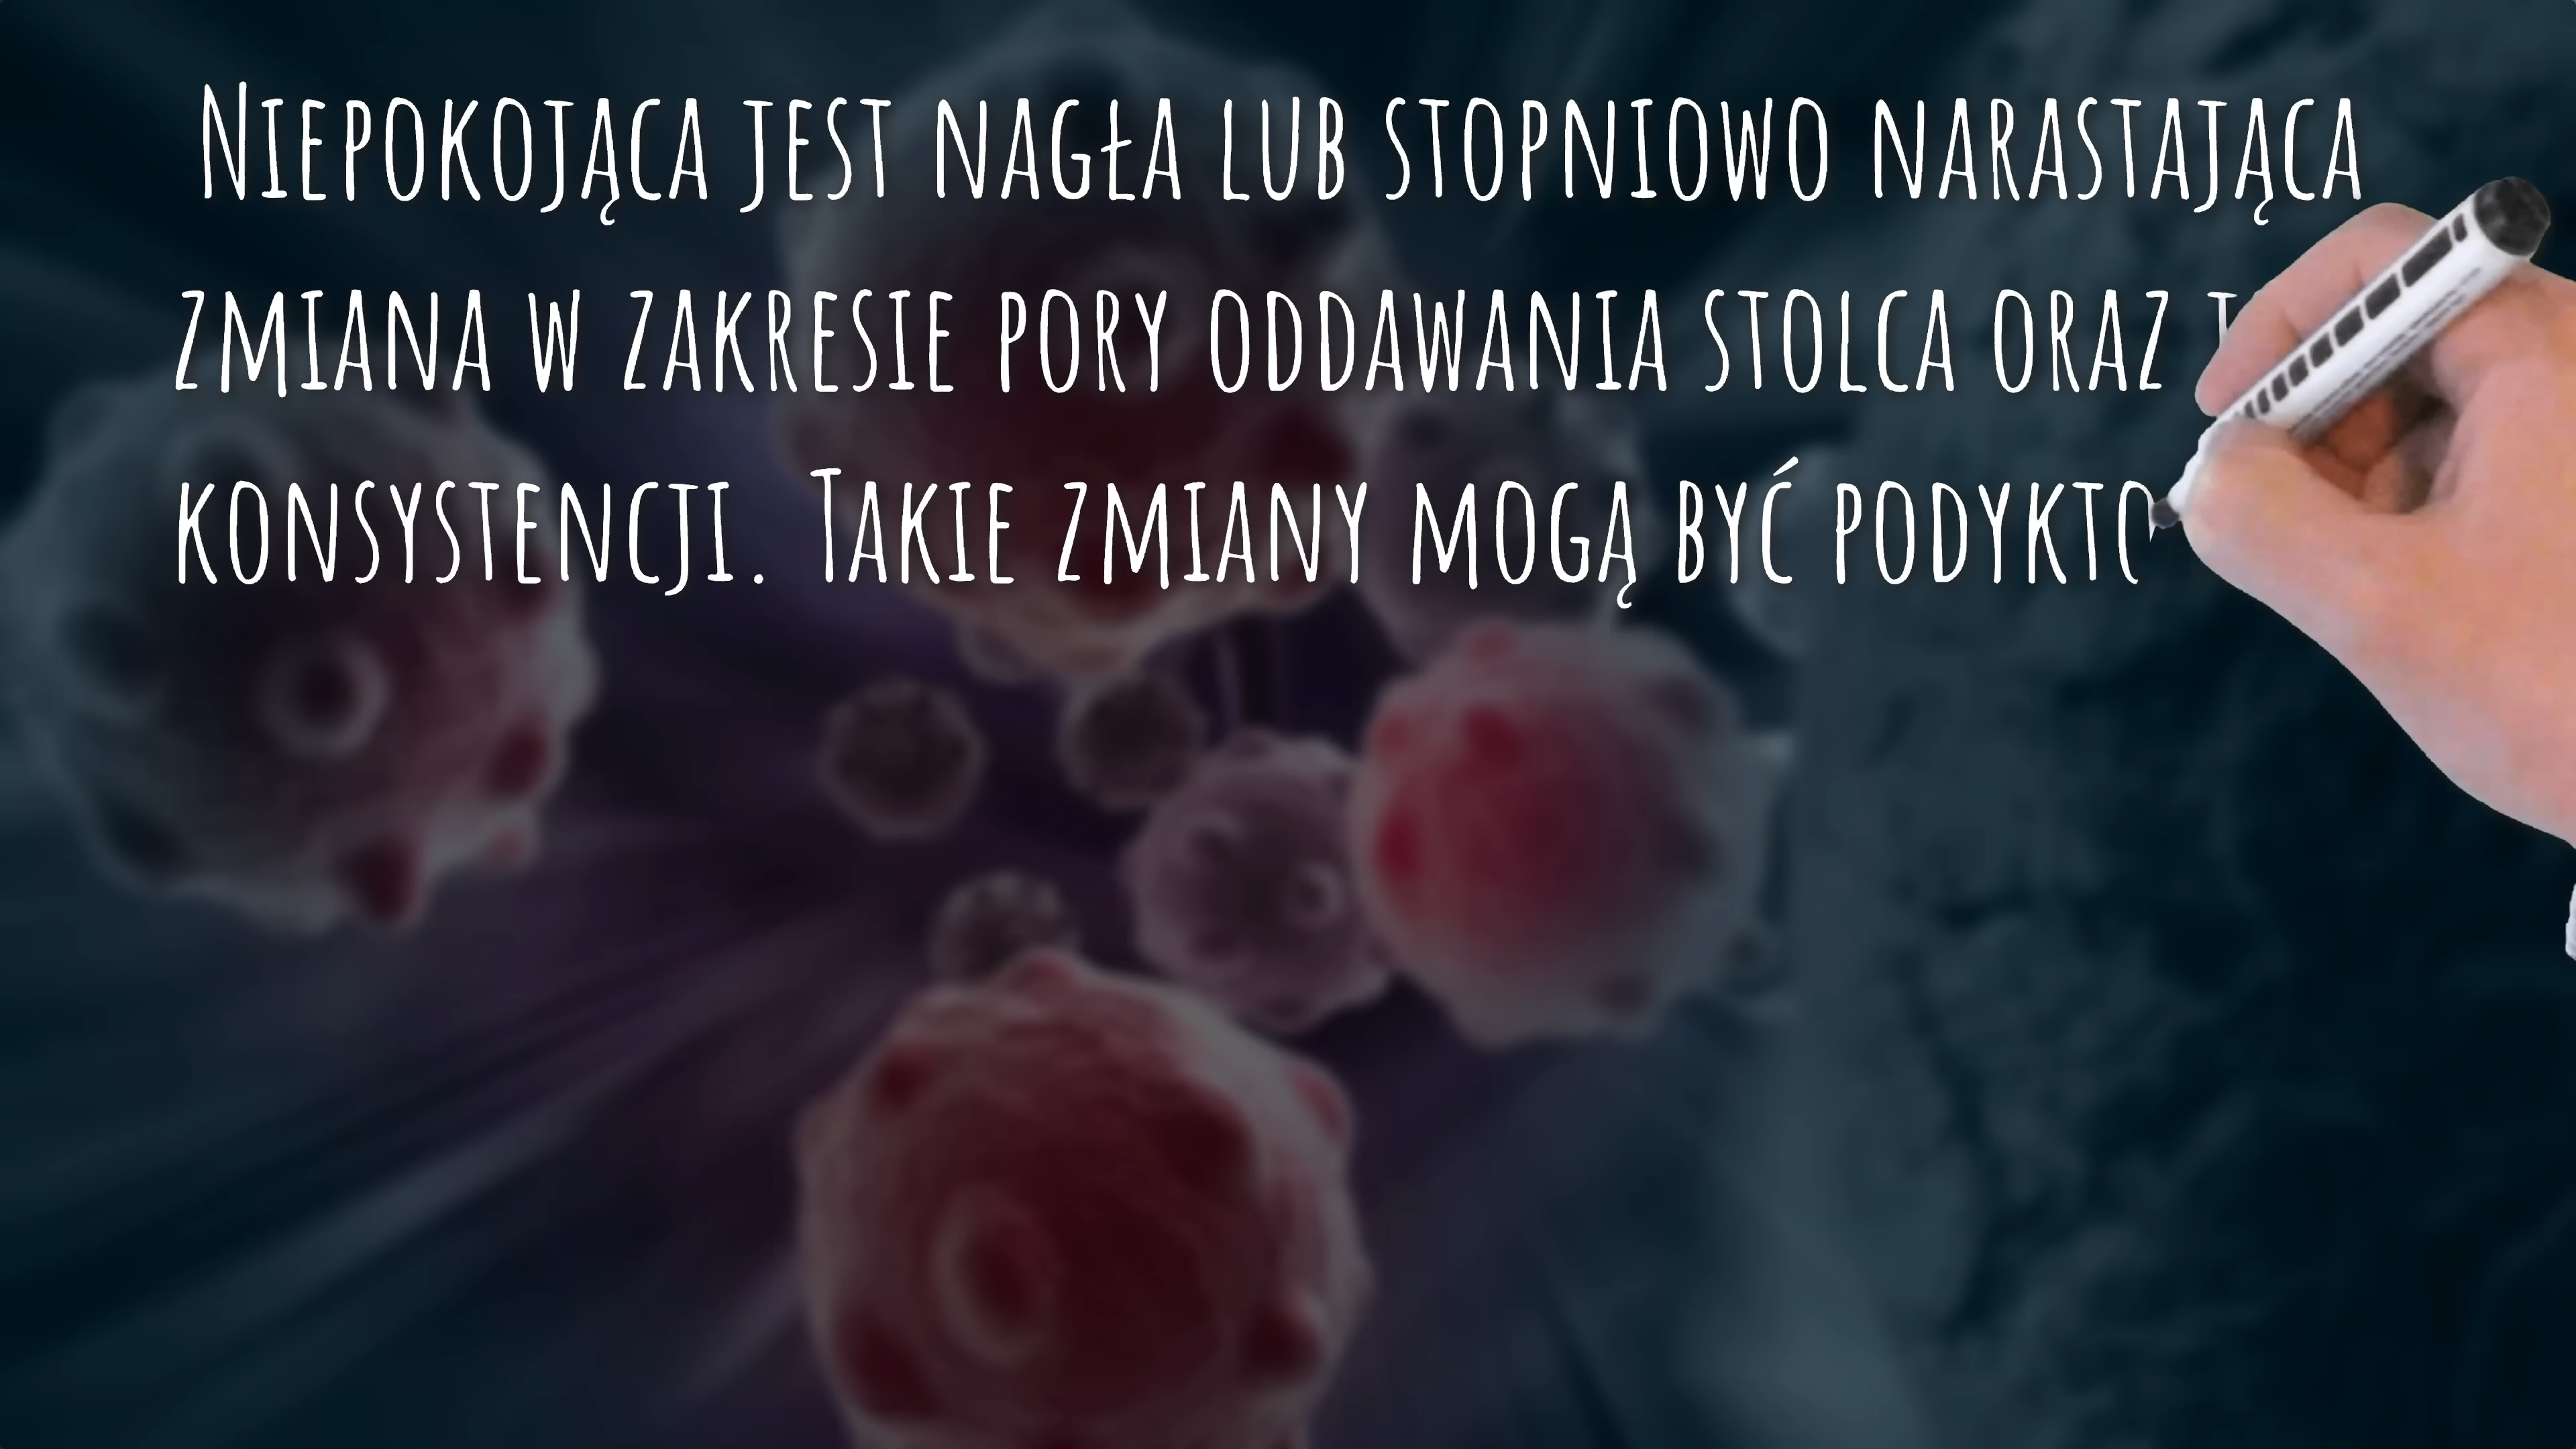 Niepokojąca jest nagła lub stopniowo narastająca
zmiana w zakresie pory oddawania stolca oraz
konsystencji. Takie zmiany mogą być